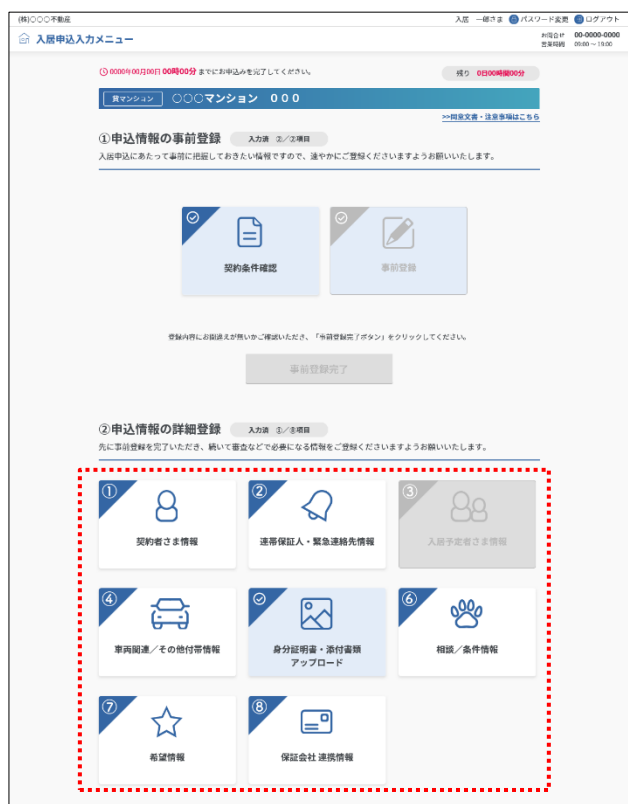 (株)○○○不動産
入居 一郎さま パスワード変更 ログアウト
入居申込入力メニュー
お問合せ 00-0000-0000
営業時間 09:00 ~ 19:00
0000年00月00日 00時00分 までにお申込みを完了してください。
残り 0日00時間00分
賃マンション ○○○マンション 000
>>同意文書・注意事項はこちら
①申込情報の事前登録 入力済 ②/②項目
入居申込にあたって事前に把握しておきたい情報ですので、速やかにご登録くださいますようお願いいたします。
契約条件確認
事前登録
登録内容にお間違えが無いかご確認いただき、「事前登録完了ボタン」をクリックしてください。
事前登録完了
②申込情報の詳細登録 入力済 ①/⑧項目
先に事前登録を完了いただき、続いて審査などで必要になる情報をご登録くださいますようお願いいたします。
①
契約者さま情報
②
連帯保証人・緊急連絡先情報
③
入居予定者さま情報
④
車両関連/その他付帯情報
身分証明書・添付書類
アップロード
⑥
相談/条件情報
⑦
希望情報
⑧
保証会社 連携情報